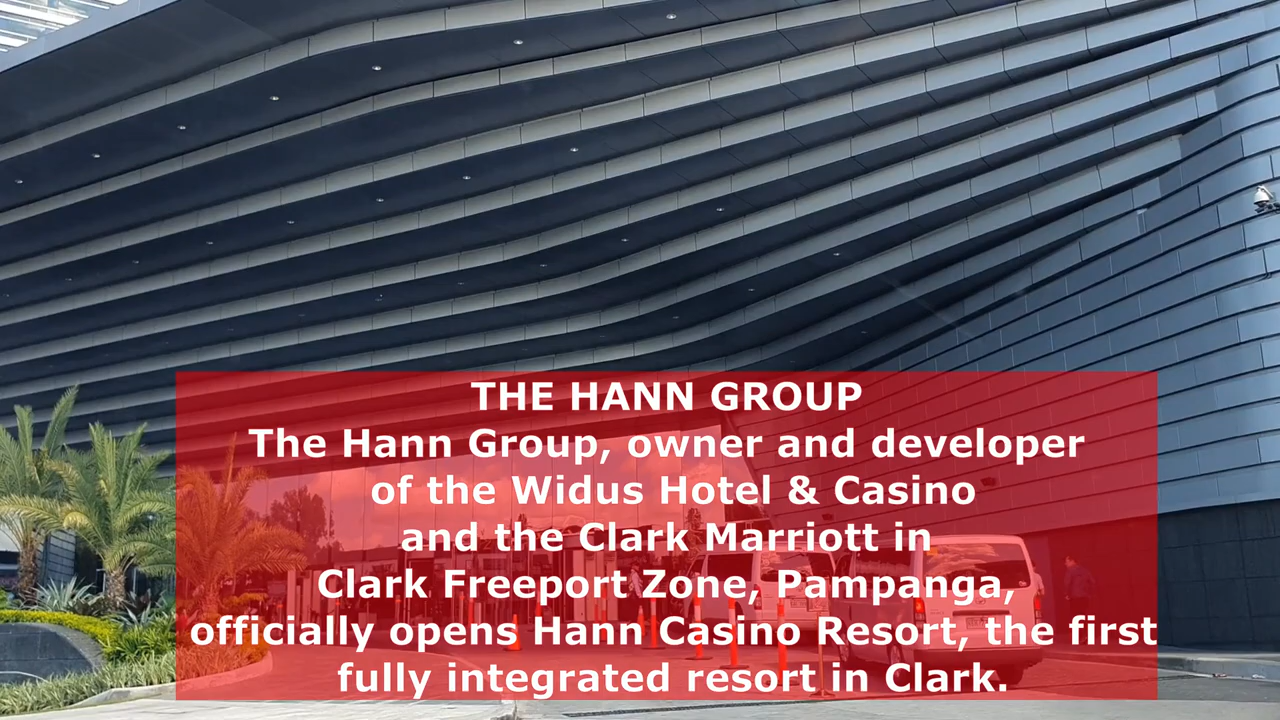 THE HANN GROUP
The Hann Group, owner and developer
of the Widus Hotel & Casino
and the Clark Marriott in
Clark Freeport Zone, Pampanga,
officially opens Hann Casino Resort, the first
fully integrated resort in Clark.